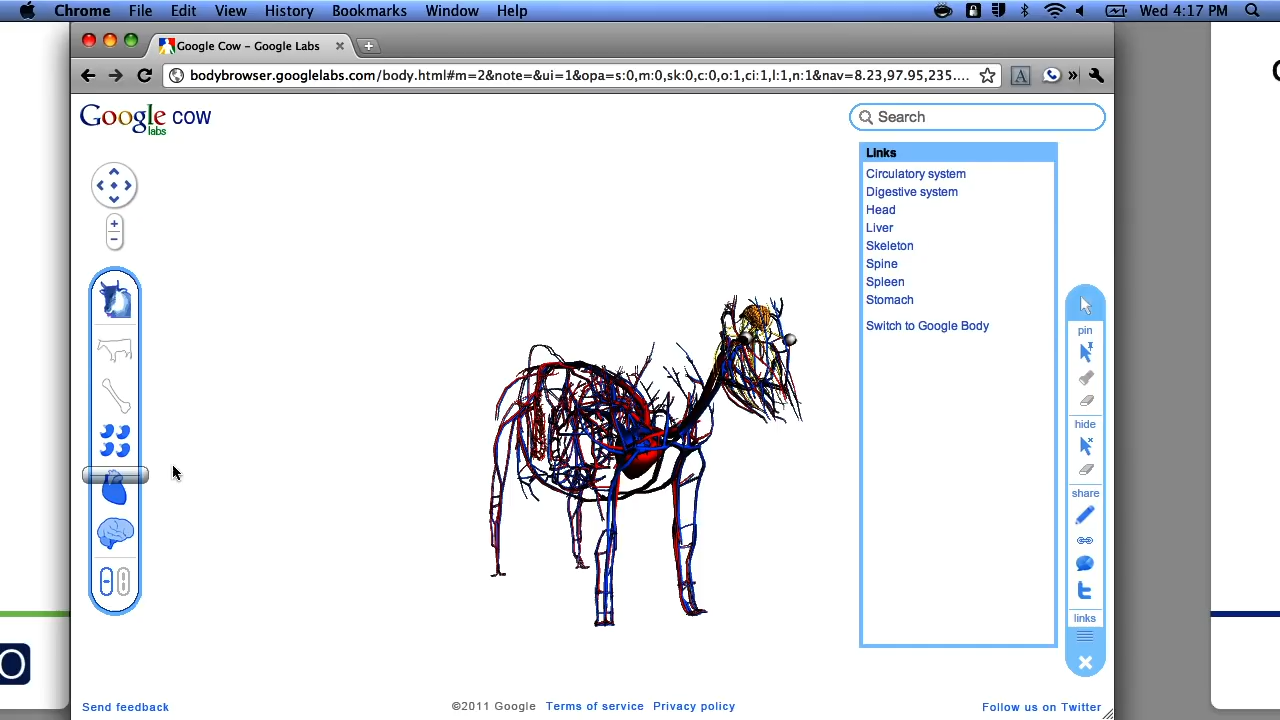 Chrome File Edit View History Bookmarks Window Help Wed 4:17 PM
Google Cow - Google Labs
bodybrowser.googlelabs.com/body.html#m=2&note=&ui=1&opa=s:0,m:0,sk:0,c:0,o:1,ci:1,l:1,n:1&nav=8.23,97.95,235....
Google labs cow
Search
Links
Circulatory system
Digestive system
Head
Liver
Skeleton
Spine
Spleen
Stomach
Switch to Google Body
pin
hide
share
links
Send feedback
©2011 Google Terms of service Privacy policy
Follow us on Twitter